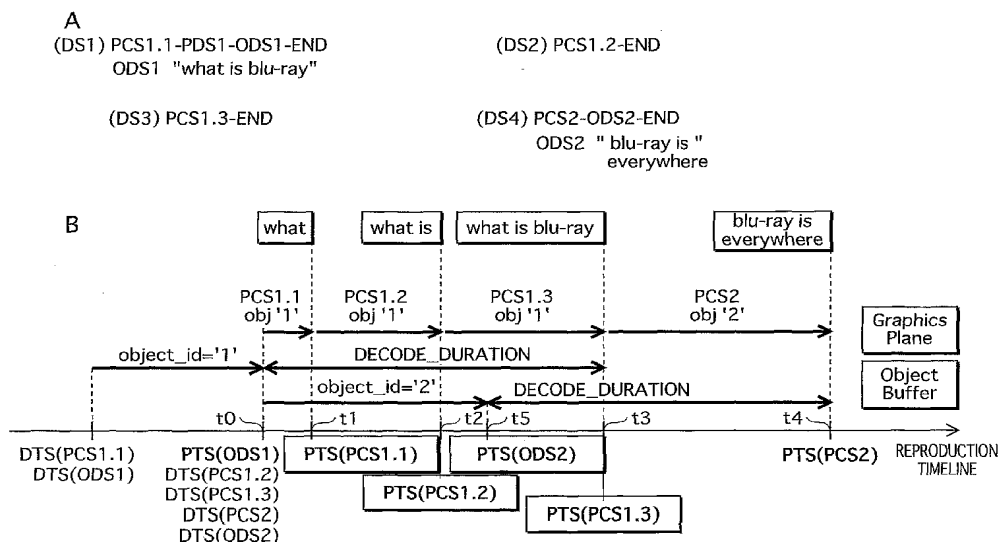 A
(DS1) PCS1.1-PDS1-ODS1-END
ODS1 "what is blu-ray"
(DS2) PCS1.2-END
(DS3) PCS1.3-END
(DS4) PCS2-ODS2-END
ODS2 " blu-ray is "
everywhere
B
what
what is
what is blu-ray
blu-ray is
everywhere
PCS1.1
obj '1'
PCS1.2
obj '1'
PCS1.3
obj '1'
PCS2
obj '2'
Graphics
Plane
object_id='1'
DECODE_DURATION
object_id='2'
DECODE_DURATION
Object
Buffer
t0
t1
t2
t5
t3
t4
DTS(PCS1.1)
DTS(ODS1)
PTS(ODS1)
DTS(PCS1.2)
DTS(PCS1.3)
DTS(PCS2)
DTS(ODS2)
PTS(PCS1.1)
PTS(PCS1.2)
PTS(ODS2)
PTS(PCS1.3)
PTS(PCS2)
REPRODUCTION
TIMELINE